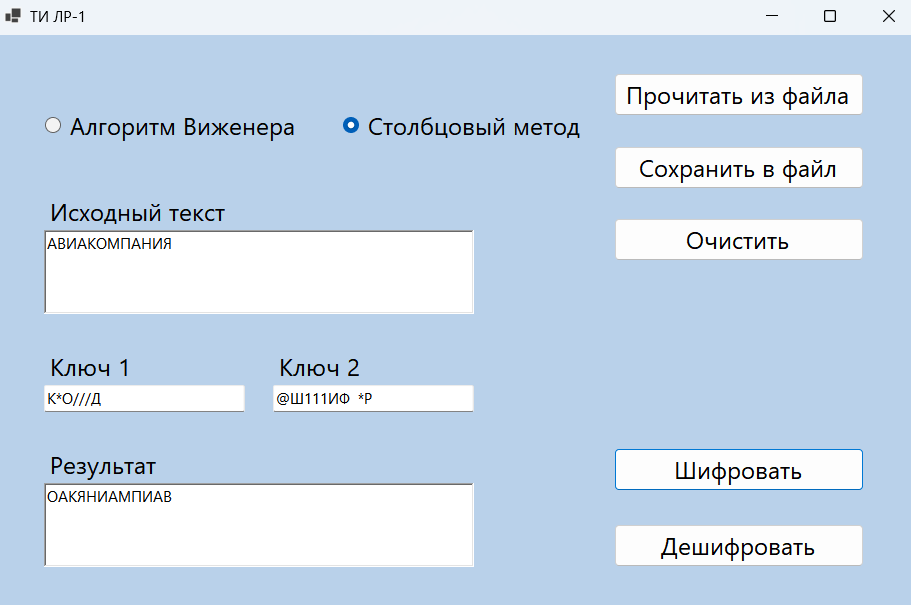 ТИ ЛР-1
Прочитать из файла
Алгоритм Виженера
Столбцовый метод
Сохранить в файл
Исходный текст
Очистить
АВИАКОМПАНИЯ
Ключ 1
Ключ 2
К*О///Д
@Ш111ИФ  *Р
Результат
Шифровать
ОАКЯНИАМПИАВ
Дешифровать